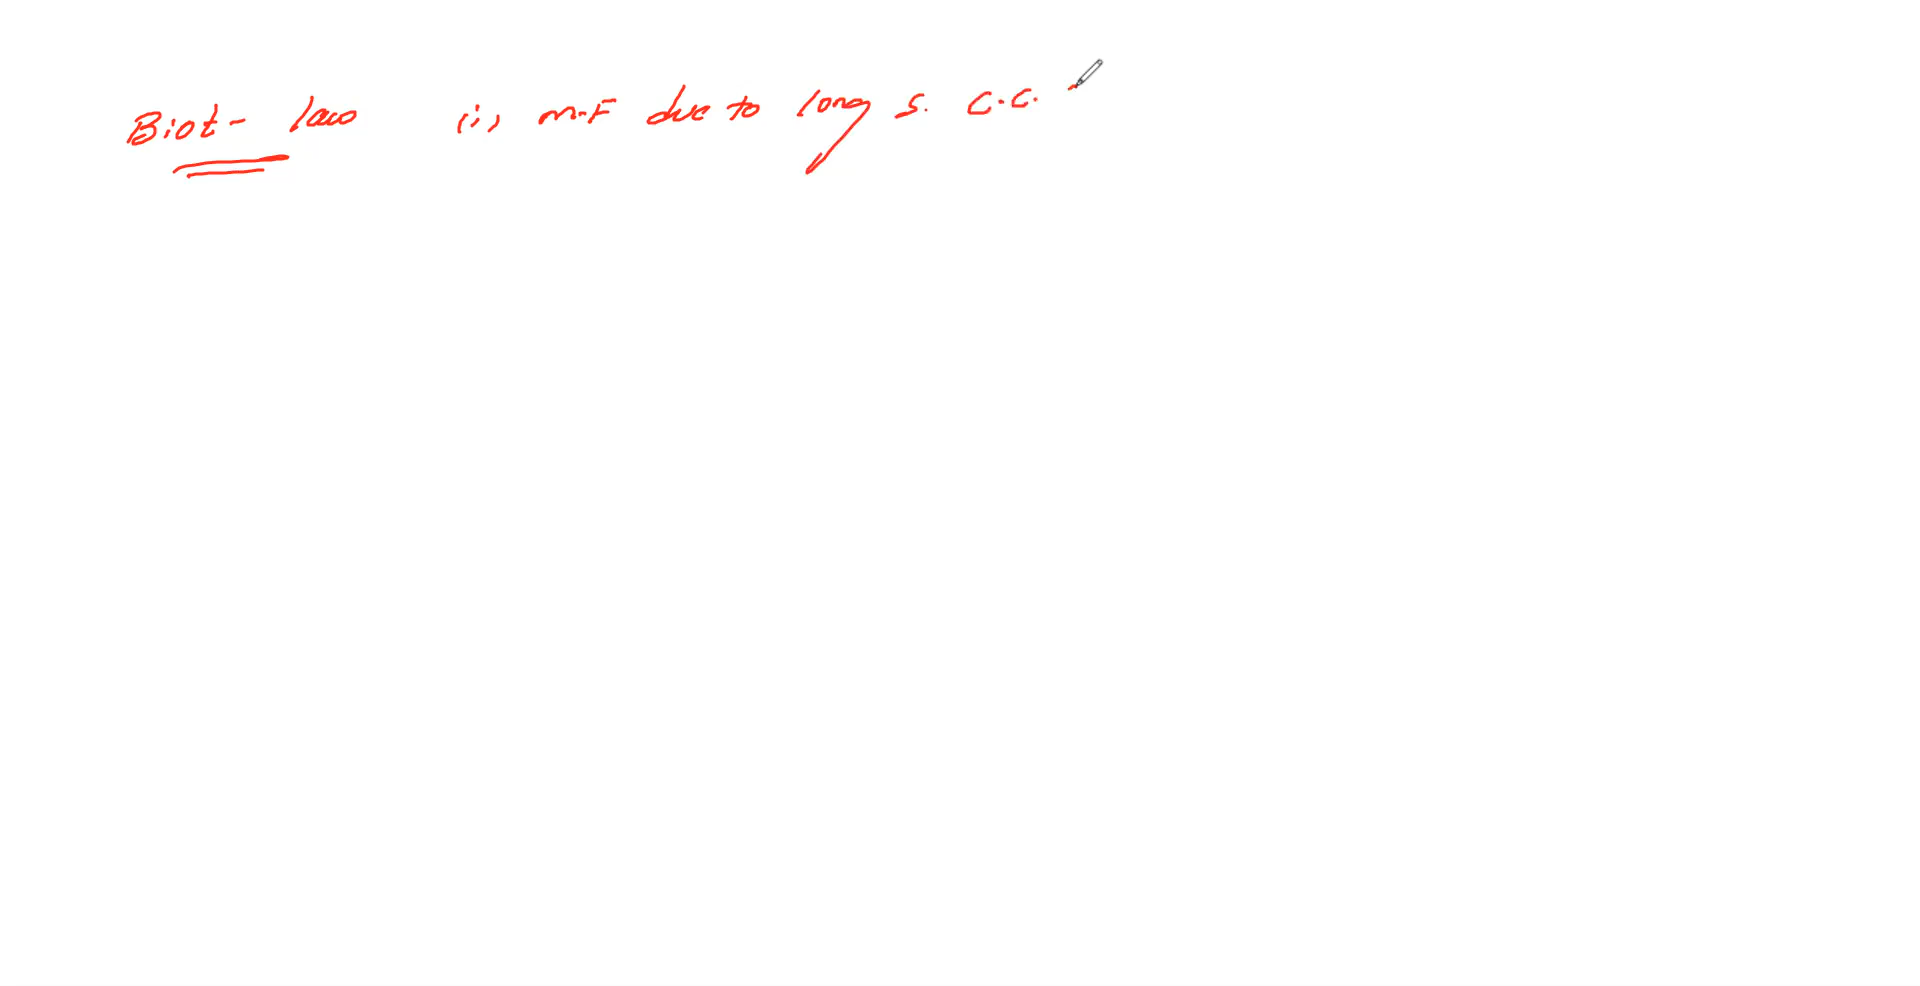 Biot- law (i) M.F due to long s. c.c.